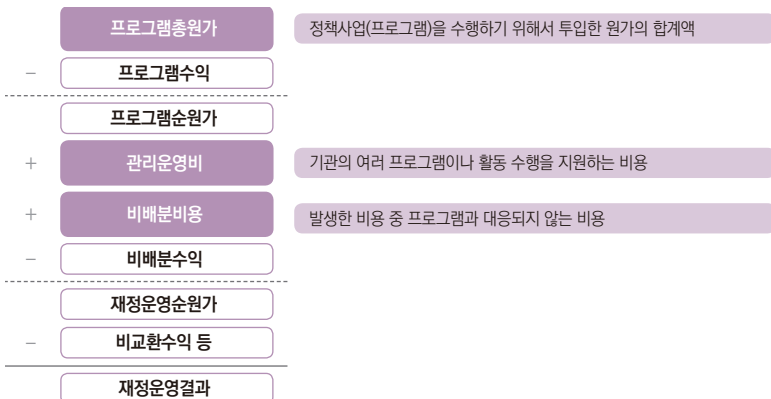 프로그램총원가 정책사업(프로그램)을 수행하기 위해서 투입한 원가의 합계액
− 프로그램수익
프로그램순원가
+ 관리운영비 기관의 여러 프로그램이나 활동 수행을 지원하는 비용
+ 비배분비용 발생한 비용 중 프로그램과 대응되지 않는 비용
− 비배분수익
재정운영순원가
− 비교환수익 등
재정운영결과